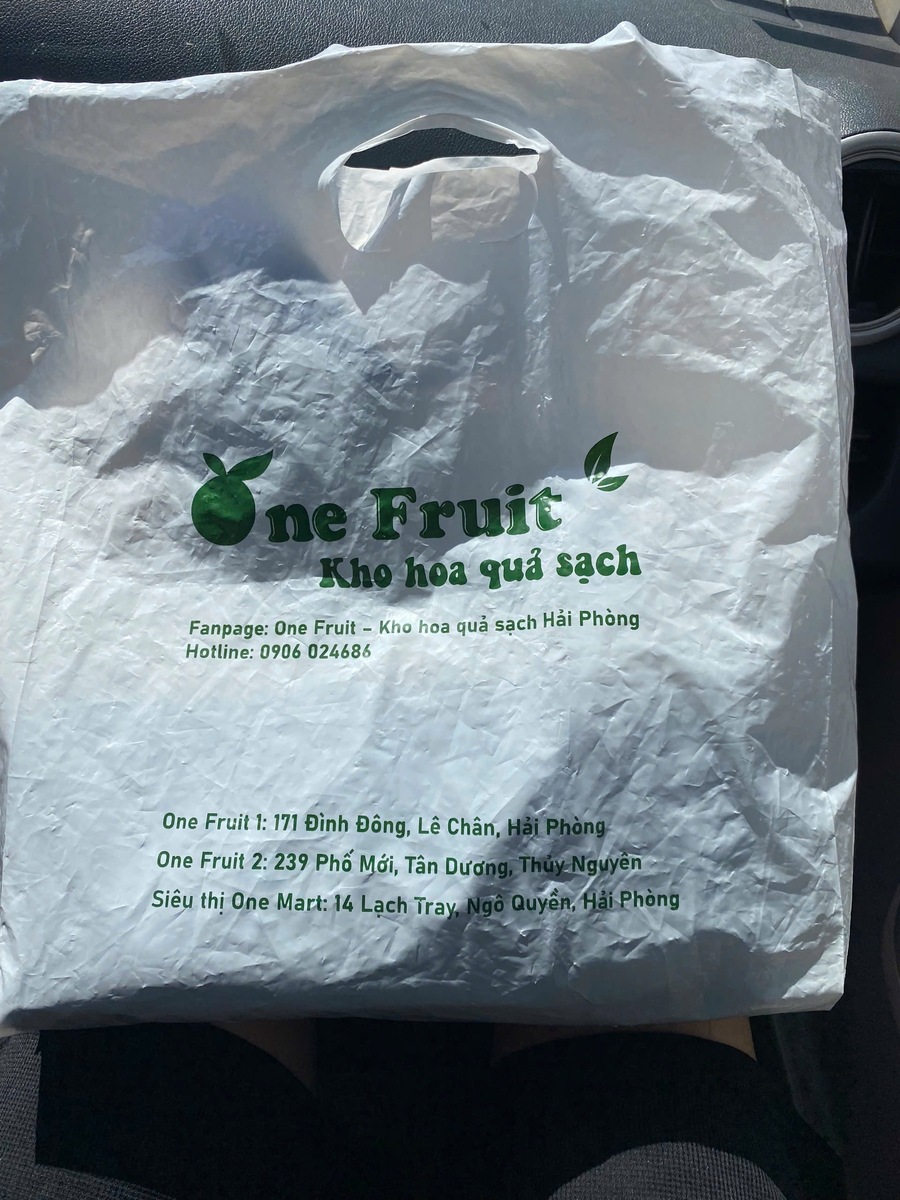 One Fruit
Kho hoa quả sạch
Fanpage: One Fruit – Kho hoa quả sạch Hải Phòng
Hotline: 0906 024686
One Fruit 1: 171 Đình Đông, Lê Chân, Hải Phòng
One Fruit 2: 239 Phố Mới, Tân Dương, Thủy Nguyên
Siêu thị One Mart: 14 Lạch Tray, Ngô Quyền, Hải Phòng